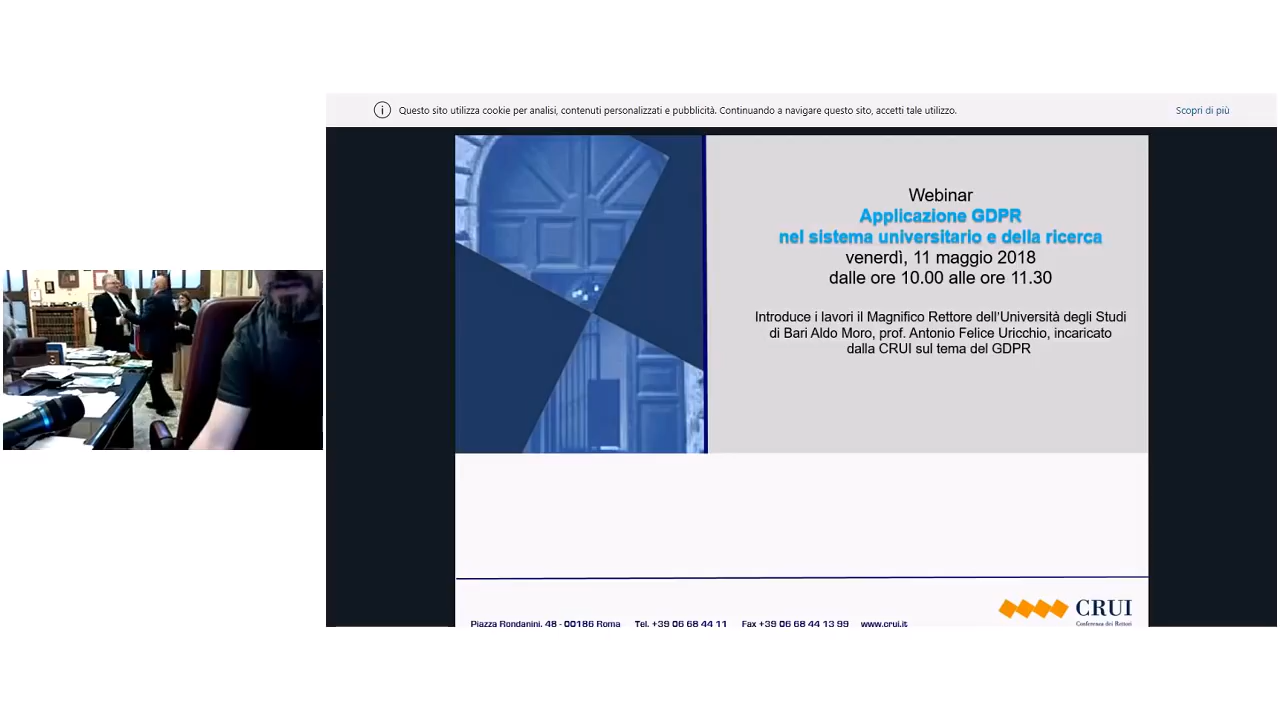 Questo sito utilizza cookie per analisi, contenuti personalizzati e pubblicità. Continuando a navigare questo sito, accetti tale utilizzo.
Scopri di più
Webinar
Applicazione GDPR
nel sistema universitario e della ricerca
venerdì, 11 maggio 2018
dalle ore 10.00 alle ore 11.30
Introduce i lavori il Magnifico Rettore dell'Università degli Studi
di Bari Aldo Moro, prof. Antonio Felice Uricchio, incaricato
dalla CRUI sul tema del GDPR
CRUI
Conferenza dei Rettori
Piazza Rondanini, 48 - 00186 Roma Tel. +39 06 68 44 11 Fax +39 06 68 44 13 99 www.crui.it